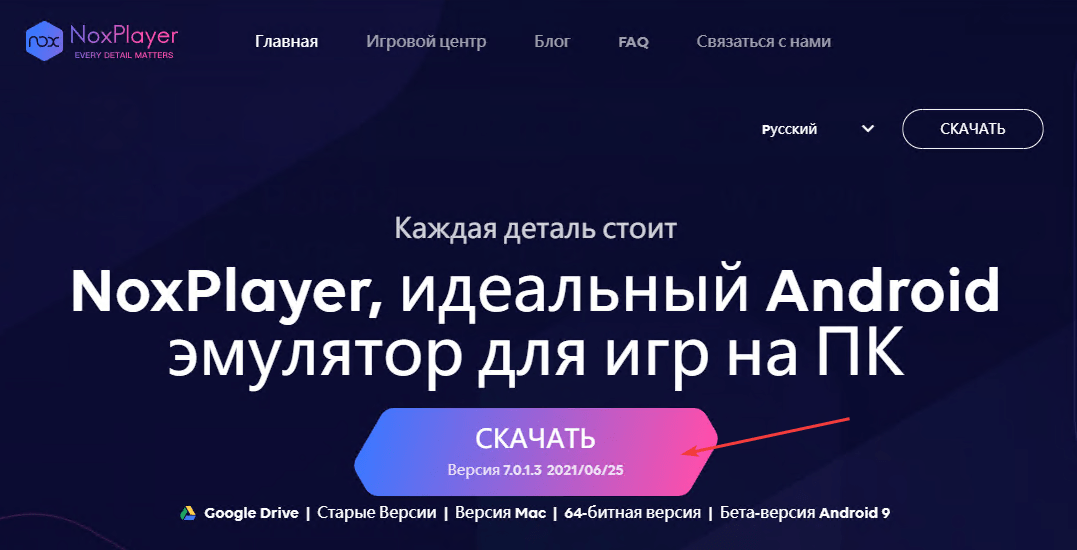 nox NoxPlayer
EVERY DETAIL MATTERS
Главная Игровой центр Блог FAQ Связаться с нами
Русский СКАЧАТЬ
Каждая деталь стоит
NoxPlayer, идеальный Android
эмулятор для игр на ПК
СКАЧАТЬ
Версия 7.0.1.3 2021/06/25
Google Drive | Старые Версии | Версия Mac | 64-битная версия | Бета-версия Android 9